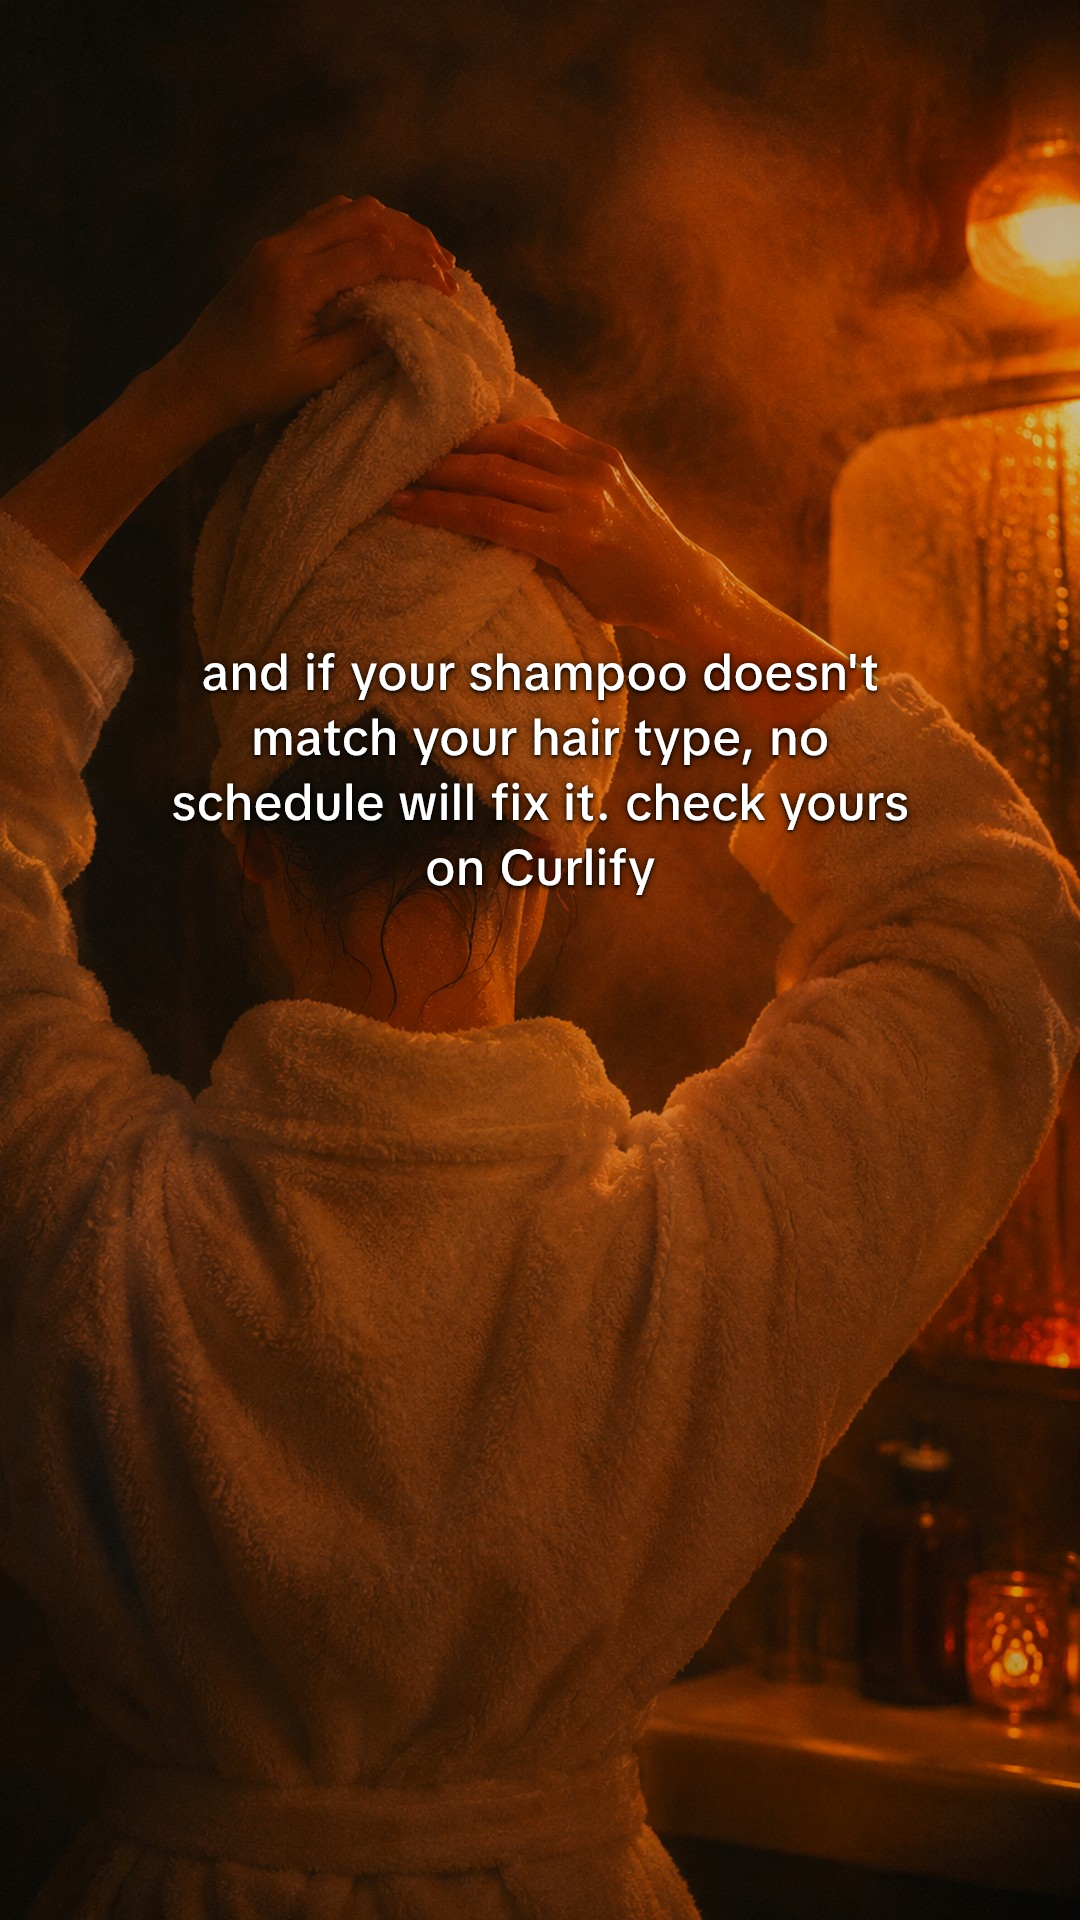 and if your shampoo doesn't
match your hair type, no
schedule will fix it. check yours
on Curlify